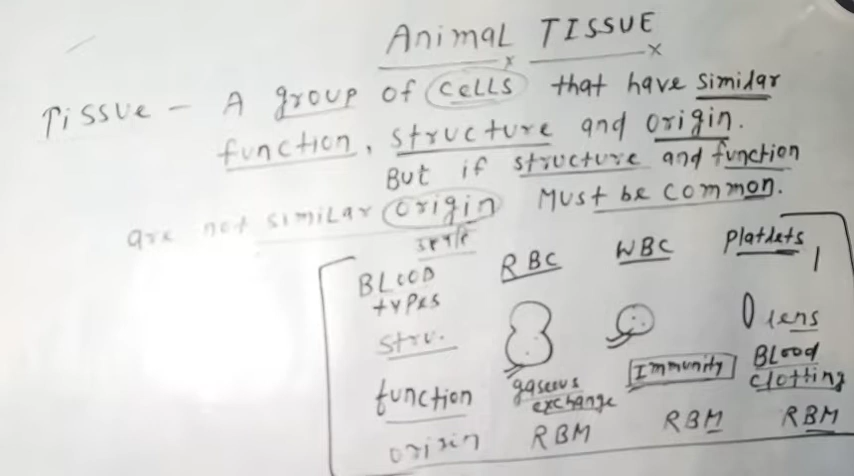 Animal TISSUE
Tissue - A group of cells that have similar
function, structure and origin.
But if structure and function
are not similar origin Must be common.
BLOOD types RBC WBC Platlets
Stru. lens
function gaseous exchange Immunity Blood clotting
origin RBM RBM RBM